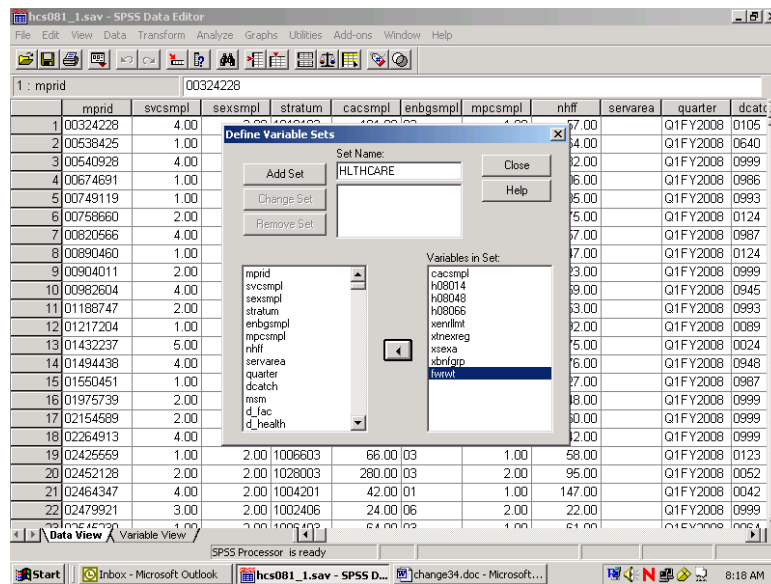 hcs081_1.sav - SPSS Data Editor
File Edit View Data Transform Analyze Graphs Utilities Add-ons Window Help
1 : mprid 00324228
mprid svcsmpl sexsmpl stratum cacsmpl enbgsmpl mpcsmpl nhff servarea quarter dcatc
1 00324228 4.00 Q1FY2008 0105
2 00538425 1.00 Q1FY2008 0640
3 00540928 4.00 Q1FY2008 0999
4 00674691 1.00 Q1FY2008 0986
5 00749119 1.00 Q1FY2008 0993
6 00758660 2.00 Q1FY2008 0124
7 00820566 4.00 Q1FY2008 0987
8 00890460 1.00 Q1FY2008 0124
9 00904011 2.00 Q1FY2008 0999
10 00982604 4.00 Q1FY2008 0945
11 01188747 2.00 Q1FY2008 0993
12 01217204 1.00 Q1FY2008 0089
13 01432237 5.00 Q1FY2008 0024
14 01494438 4.00 Q1FY2008 0948
15 01550451 1.00 Q1FY2008 0987
16 01975739 2.00 Q1FY2008 0999
17 02154589 2.00 Q1FY2008 0999
18 02264913 4.00 Q1FY2008 0999
19 02425559 1.00 2.00 1006603 66.00 03 1.00 58.00 Q1FY2008 0123
20 02452128 2.00 2.00 1028003 280.00 03 2.00 95.00 Q1FY2008 0052
21 02464347 4.00 2.00 1004201 42.00 01 1.00 147.00 Q1FY2008 0042
22 02479921 3.00 2.00 1002406 24.00 06 2.00 22.00 Q1FY2008 0999
Define Variable Sets
Set Name:
HLTHCARE
Add Set
Change Set
Remove Set
Close
Help
Variables in Set:
mprid
svcsmpl
sexsmpl
stratum
enbgsmpl
mpcsmpl
nhff
servarea
quarter
dcatch
msm
d_fac
d_health
cacsmpl
h08014
h08048
h08066
xenrllmt
xtnexreg
xsexa
xbnfgrp
fwrwt
Data View Variable View
SPSS Processor is ready
Start Inbox - Microsoft Outlook hcs081_1.sav - SPSS D... change34.doc - Microsoft... 8:18 AM